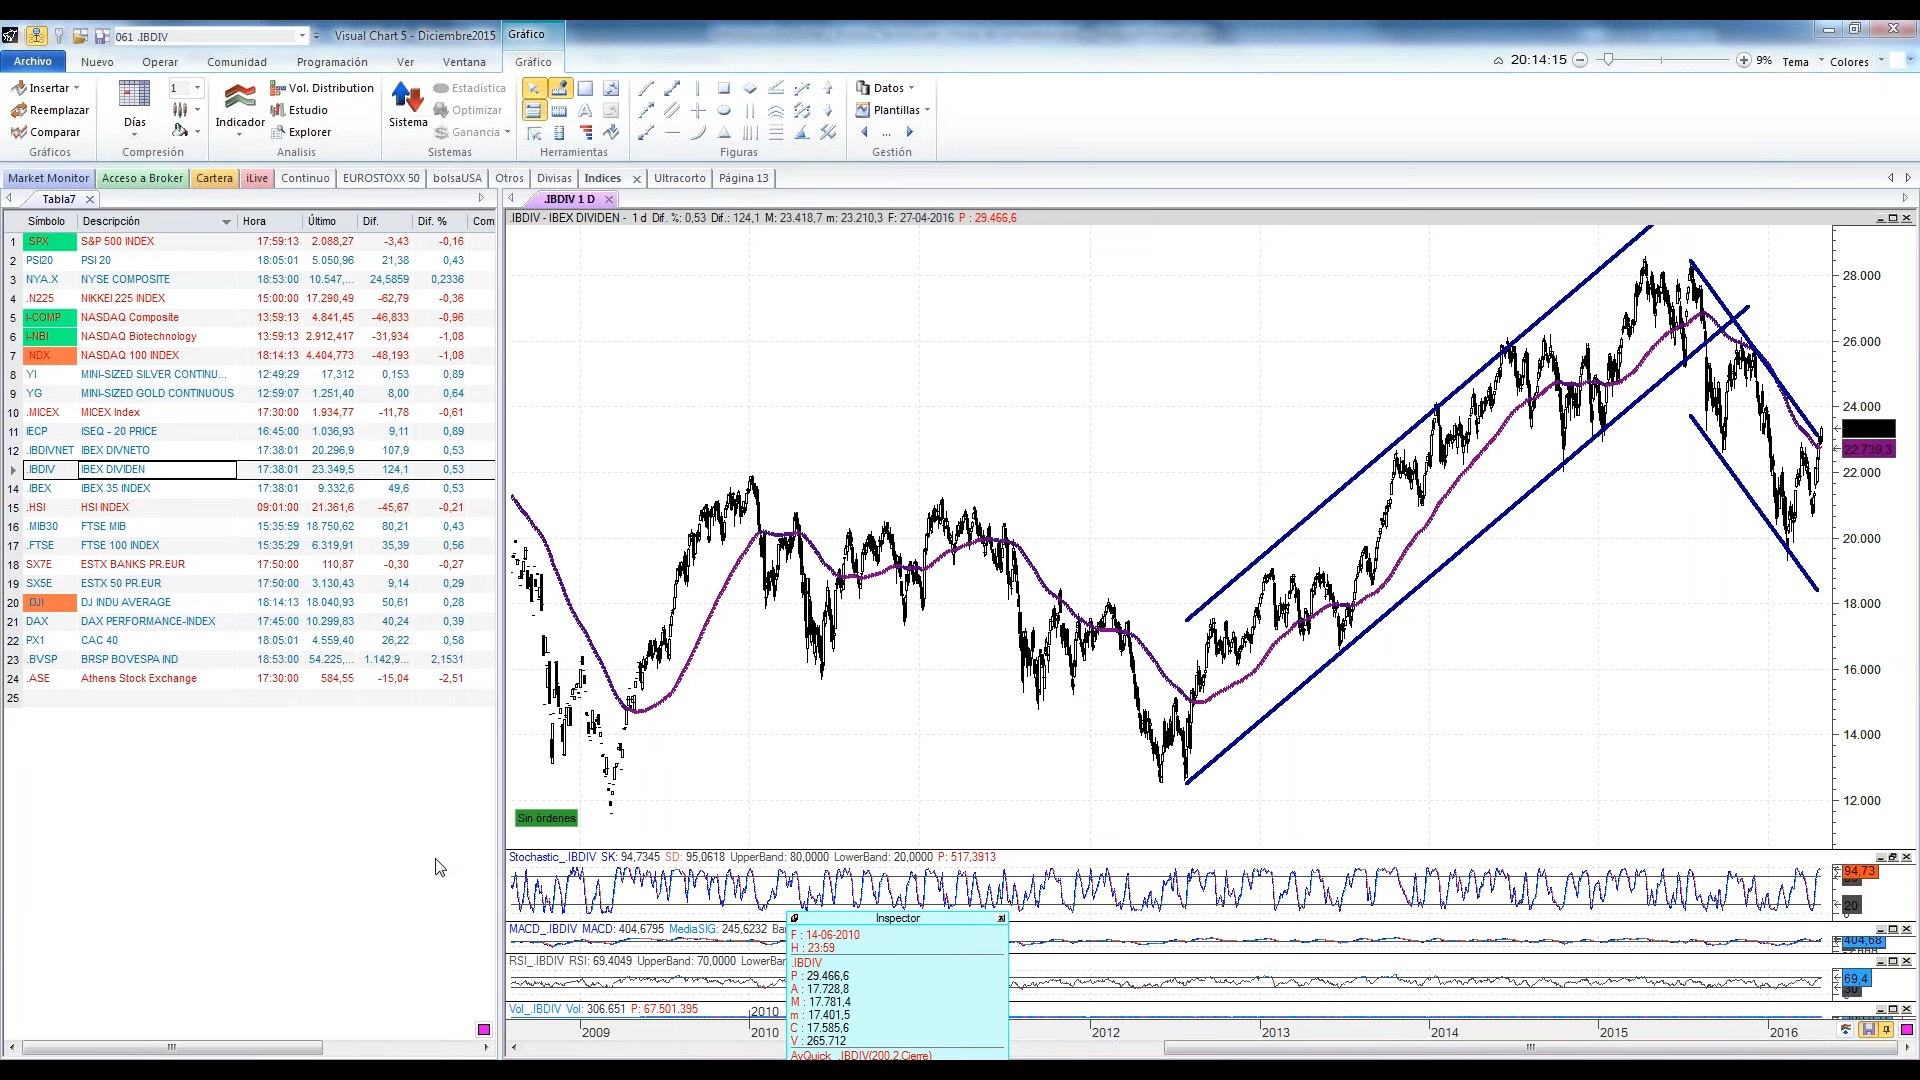 061 .IBDIV
Visual Chart 5 - Diciembre2015
Gráfico
Archivo Nuevo Operar Comunidad Programación Ver Ventana Gráfico
20:14:15 9% Tema Colores
Insertar Reemplazar Comparar
Gráficos
Días 1
Compresión
Indicador Vol. Distribution Estudio Explorer
Analisis
Sistema Estadística Optimizar Ganancia
Sistemas
Herramientas
Figuras
Datos Plantillas ...
Gestión
Market Monitor Acceso a Broker Cartera iLive Continuo EUROSTOXX 50 bolsaUSA Otros Divisas Indices Ultracorto Página 13
Tabla7
Símbolo Descripción Hora Último Dif. Dif. % Com
1 .SPX S&P 500 INDEX 17:59:13 2.088,27 -3,43 -0,16
2 PSI20 PSI 20 18:05:01 5.050,96 21,38 0,43
3 NYA.X NYSE COMPOSITE 18:53:00 10.547,... 24,5859 0,2336
4 .N225 NIKKEI 225 INDEX 15:00:00 17.290,49 -62,79 -0,36
5 I-COMP NASDAQ Composite 13:59:13 4.841,45 -46,833 -0,96
6 I-NBI NASDAQ Biotechnology 13:59:13 2.912,417 -31,934 -1,08
7 .NDX NASDAQ 100 INDEX 18:14:13 4.404,773 -48,193 -1,08
8 YI MINI-SIZED SILVER CONTINU... 12:49:29 17,312 0,153 0,89
9 YG MINI-SIZED GOLD CONTINUOUS 12:59:07 1.251,40 8,00 0,64
10 .MICEX MICEX Index 17:30:00 1.934,77 -11,78 -0,61
11 IECP ISEQ - 20 PRICE 16:45:00 1.036,93 9,11 0,89
12 .IBDIVNET IBEX DIVNETO 17:38:01 20.296,9 107,9 0,53
.IBDIV IBEX DIVIDEN 17:38:01 23.349,5 124,1 0,53
14 .IBEX IBEX 35 INDEX 17:38:01 9.332,6 49,6 0,53
15 .HSI HSI INDEX 09:01:00 21.361,6 -45,67 -0,21
16 .MIB30 FTSE MIB 15:35:59 18.750,62 80,21 0,43
17 .FTSE FTSE 100 INDEX 15:35:29 6.319,91 35,39 0,56
18 SX7E ESTX BANKS PR.EUR 17:50:00 110,87 -0,30 -0,27
19 SX5E ESTX 50 PR.EUR 17:50:00 3.130,43 9,14 0,29
20 .DJI DJ INDU AVERAGE 18:14:13 18.040,93 50,61 0,28
21 DAX DAX PERFORMANCE-INDEX 17:45:00 10.299,83 40,24 0,39
22 PX1 CAC 40 18:05:01 4.559,40 26,22 0,58
23 .BVSP BRSP BOVESPA IND 18:53:00 54.225,... 1.142,9... 2,1531
24 .ASE Athens Stock Exchange 17:30:00 584,55 -15,04 -2,51
25
.IBDIV 1 D
.IBDIV - IBEX DIVIDEN - 1 d Dif. %: 0,53 Dif.: 124,1 M: 23.418,7 m: 23.210,3 F: 27-04-2016 P : 29.466,6
28.000
26.000
24.000
22.739,3
22.000
20.000
18.000
16.000
14.000
12.000
Sin órdenes
Stochastic_.IBDIV SK: 94,7345 SD: 95,0618 UpperBand: 80,0000 LowerBand: 20,0000 P: 517,3913
94,73
20
MACD_.IBDIV MACD: 404,6795 MediaSIG: 245,6232
404,68
RSI_.IBDIV RSI: 69,4049 UpperBand: 70,0000 LowerBar
69,4
Vol_.IBDIV Vol: 306.651 P: 67.501.395
2010
2009 2010 2012 2013 2014 2015 2016
Inspector
F : 14-06-2010
H : 23:59
.IBDIV
P : 29.466,6
A : 17.728,8
M : 17.781,4
m : 17.401,5
C : 17.585,6
V : 265.712
AvQuick_.IBDIV(200,2,Cierre)